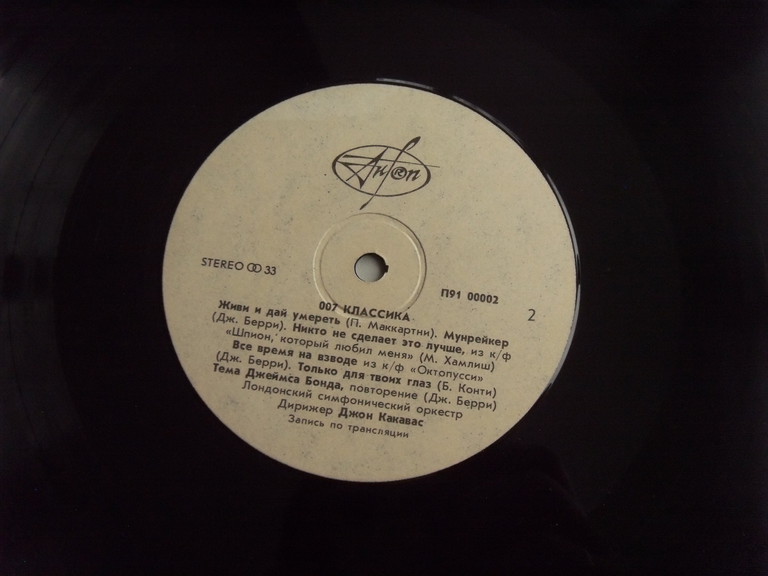 Anton
STEREO 33
П91 00002
2
007 КЛАССИКА
Живи и дай умереть (П. Маккартни). Мунрейкер
(Дж. Берри). Никто не сделает это лучше, из к/ф
«Шпион, который любил меня» (М. Хамлиш)
Все время на взводе из к/ф «Октопусси»
(Дж. Берри). Только для твоих глаз (Б. Конти)
Тема Джеймса Бонда, повторение (Дж. Берри)
Лондонский симфонический оркестр
Дирижер Джон Какавас
Запись по трансляции